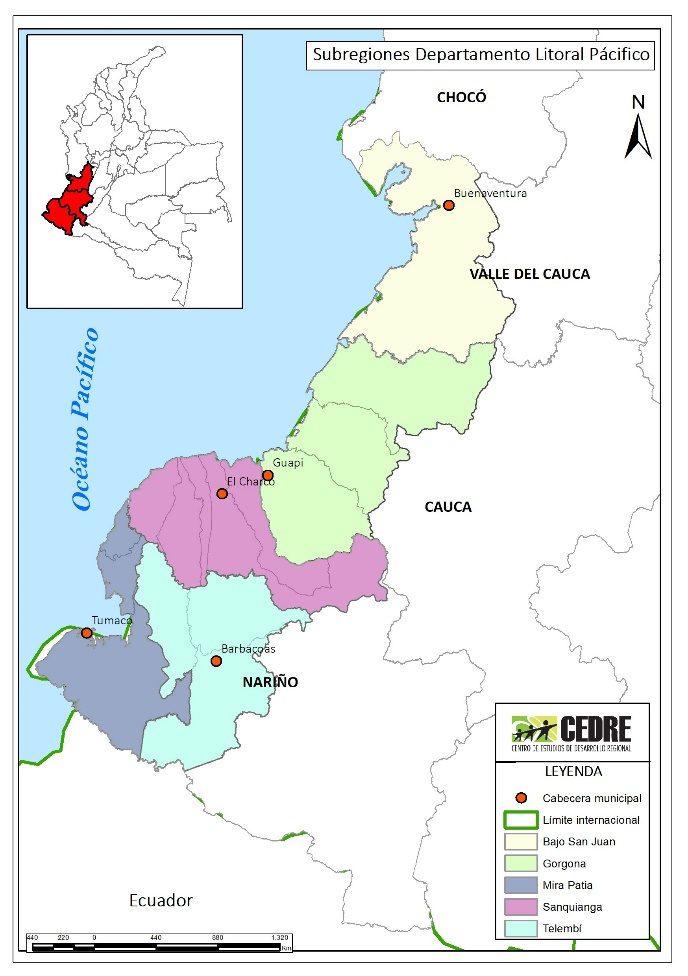 Subregiones Departamento Litoral Pácifico
CHOCÓ
N
Buenaventura
VALLE DEL CAUCA
Océano Pacífico
Guapi
El Charco
CAUCA
Tumaco
Barbacoas
NARIÑO
CEDRE
CENTRO DE ESTUDIOS DE DESARROLLO REGIONAL
LEYENDA
Cabecera municipal
Límite internacional
Bajo San Juan
Gorgona
Mira Patia
Sanquianga
Telembí
Ecuador
440 220 0 440 880 1.320
Km